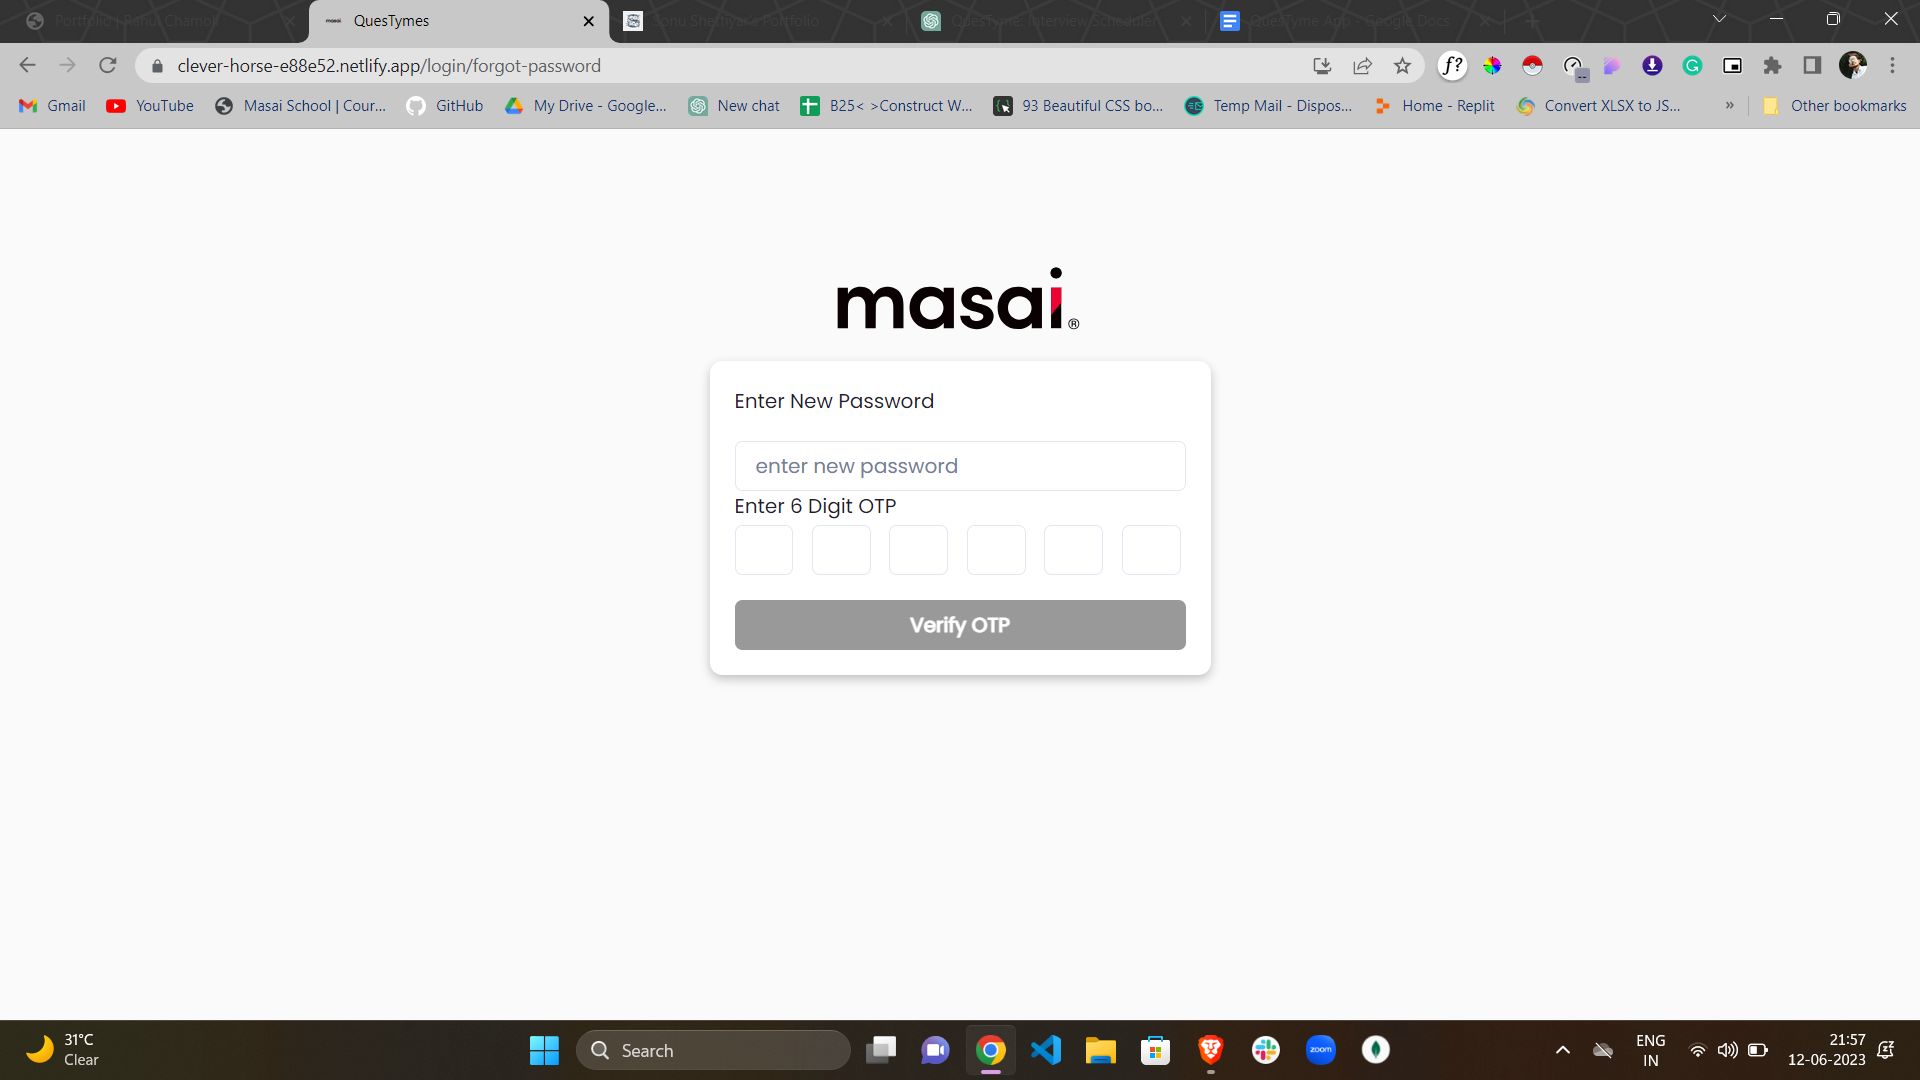 Portfolio | Rahul Chamoli
QuesTymes
QuesTyme: Interview Scheduler
QuesTyme App - Google Docs
clever-horse-e88e52.netlify.app/login/forgot-password
f?
Gmail
YouTube
Masai School | Cour...
GitHub
My Drive - Google...
New chat
B25< >Construct W...
93 Beautiful CSS bo...
Temp Mail - Dispos...
Home - Replit
Convert XLSX to JS...
»
Other bookmarks
masai®
Enter New Password
enter new password
Enter 6 Digit OTP
Verify OTP
31°C
Clear
Search
zoom
ENG
IN
21:57
12-06-2023